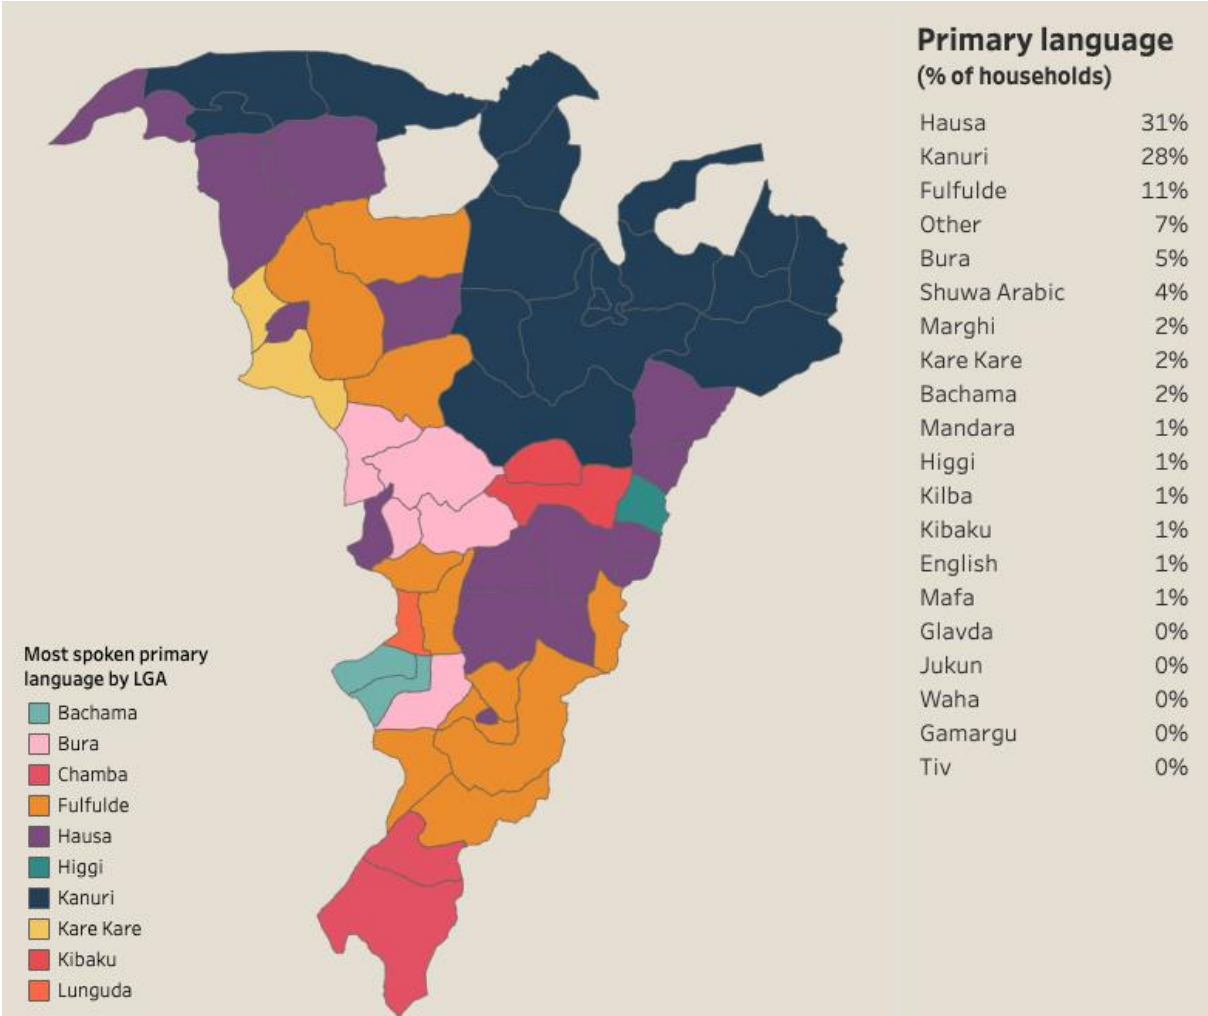 Primary language
(% of households)
Hausa 31%
Kanuri 28%
Fulfulde 11%
Other 7%
Bura 5%
Shuwa Arabic 4%
Marghi 2%
Kare Kare 2%
Bachama 2%
Mandara 1%
Higgi 1%
Kilba 1%
Kibaku 1%
English 1%
Mafa 1%
Glavda 0%
Jukun 0%
Waha 0%
Gamargu 0%
Tiv 0%
Most spoken primary
language by LGA
Bachama
Bura
Chamba
Fulfulde
Hausa
Higgi
Kanuri
Kare Kare
Kibaku
Lunguda